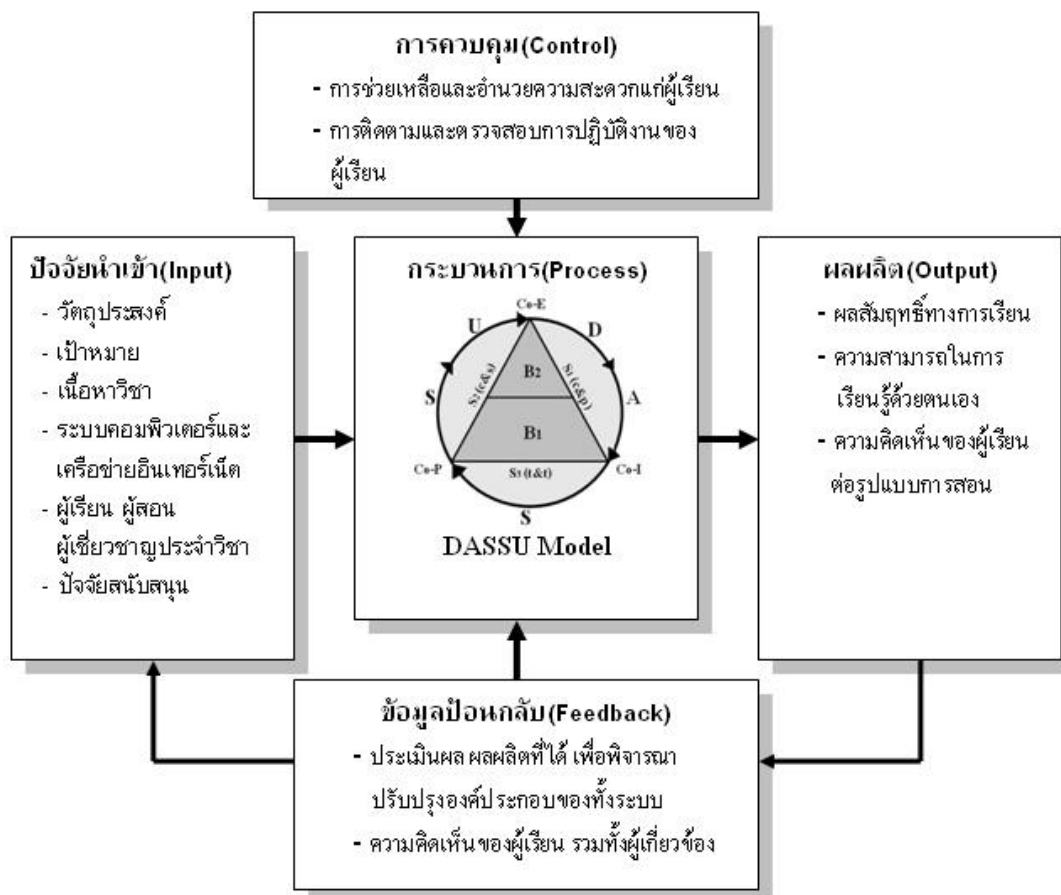 การควบคุม(Control)
- การช่วยเหลือและอำนวยความสะดวกแก่ผู้เรียน
- การติดตามและตรวจสอบการปฏิบัติงานของ
ผู้เรียน
ปัจจัยนำเข้า(Input)
- วัตถุประสงค์
- เป้าหมาย
- เนื้อหาวิชา
- ระบบคอมพิวเตอร์และ
เครือข่ายอินเทอร์เน็ต
- ผู้เรียน ผู้สอน
ผู้เชี่ยวชาญประจำวิชา
- ปัจจัยสนับสนุน
กระบวนการ(Process)
Co-E
U
D
S2 (c&s)
B2
S1 (c&p)
S
A
B1
Co-P
S3 (t&t)
Co-I
S
DASSU Model
ผลผลิต(Output)
- ผลสัมฤทธิ์ทางการเรียน
- ความสามารถในการ
เรียนรู้ด้วยตนเอง
- ความคิดเห็นของผู้เรียน
ต่อรูปแบบการสอน
ข้อมูลป้อนกลับ(Feedback)
- ประเมินผล ผลผลิตที่ได้ เพื่อพิจารณา
ปรับปรุงองค์ประกอบของทั้งระบบ
- ความคิดเห็นของผู้เรียน รวมทั้งผู้เกี่ยวข้อง